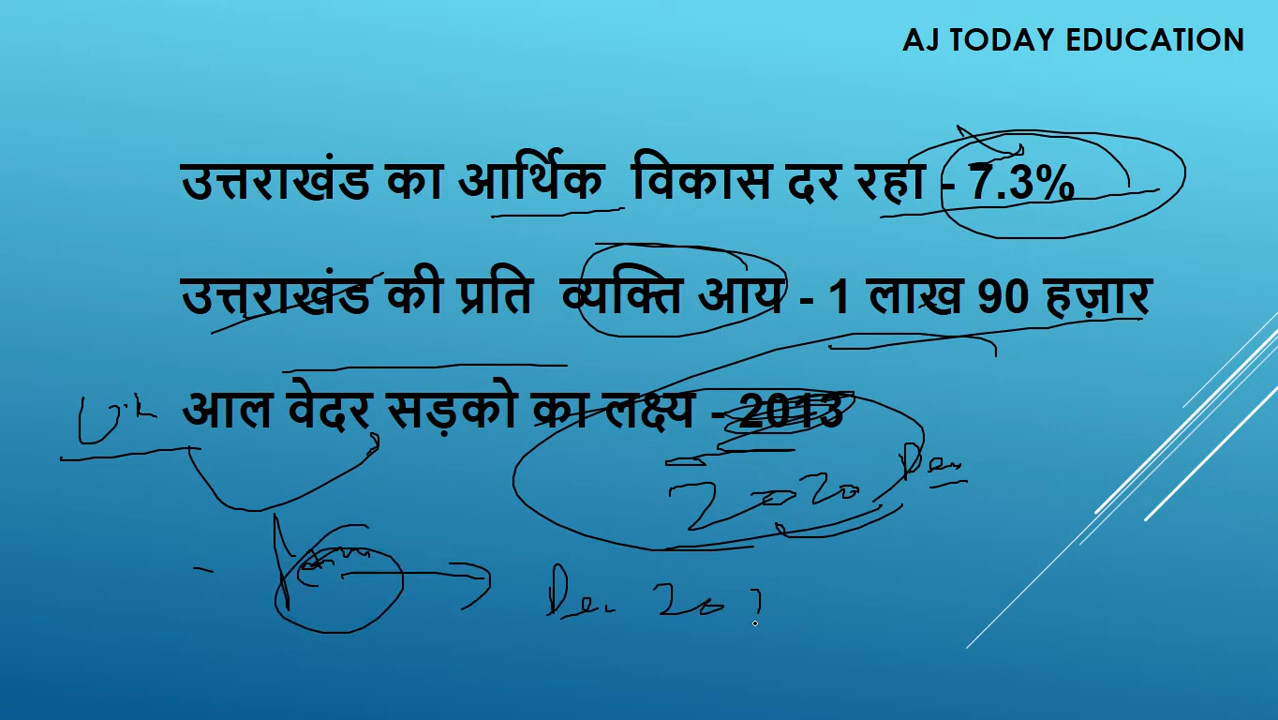 AJ TODAY EDUCATION
उत्तराखंड का आर्थिक विकास दर रहा - 7.3%
उत्तराखंड की प्रति व्यक्ति आय - 1 लाख 90 हज़ार
आल वेदर सड़को का लक्ष्य - 2013
2020 Dec
Dec 20